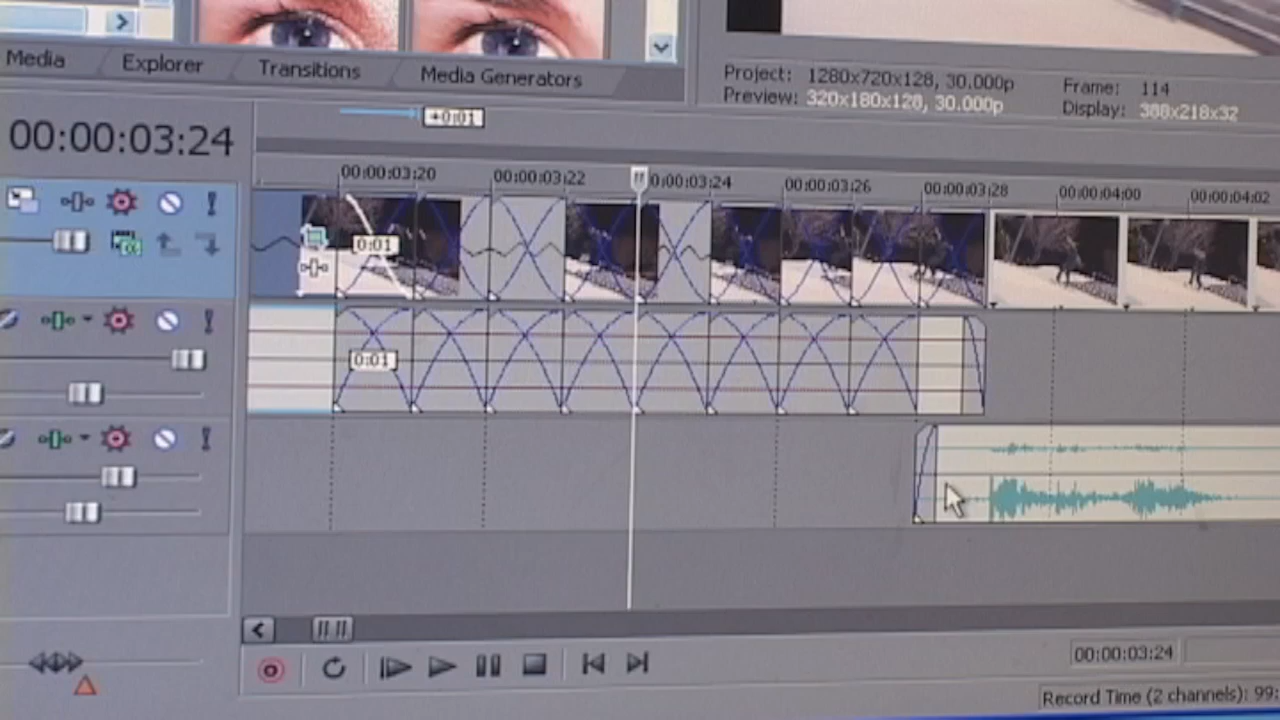 Media Explorer Transitions Media Generators
Project: 1280x720x128, 30.000p Frame: 114
Preview: 320x180x128, 30.000p Display: 388x218x32
+0:01
00:00:03:24
00:00:03:20 00:00:03:22 00:00:03:24 00:00:03:26 00:00:03:28 00:00:04:00 00:00:04:02
0:01
0:01
00:00:03:24
Record Time (2 channels): 99: